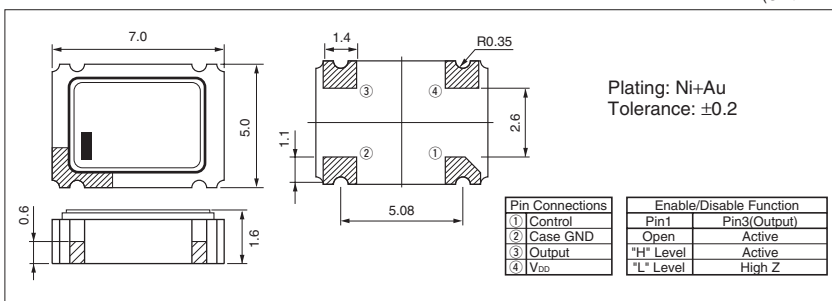 7.0
5.0
0.6
1.6
1.4
R0.35
③
④
②
①
1.1
2.6
5.08
Plating: Ni+Au
Tolerance: ±0.2
Pin Connections
① Control
② Case GND
③ Output
④ VDD
Enable/Disable Function
Pin1 Pin3(Output)
Open Active
"H" Level Active
"L" Level High Z